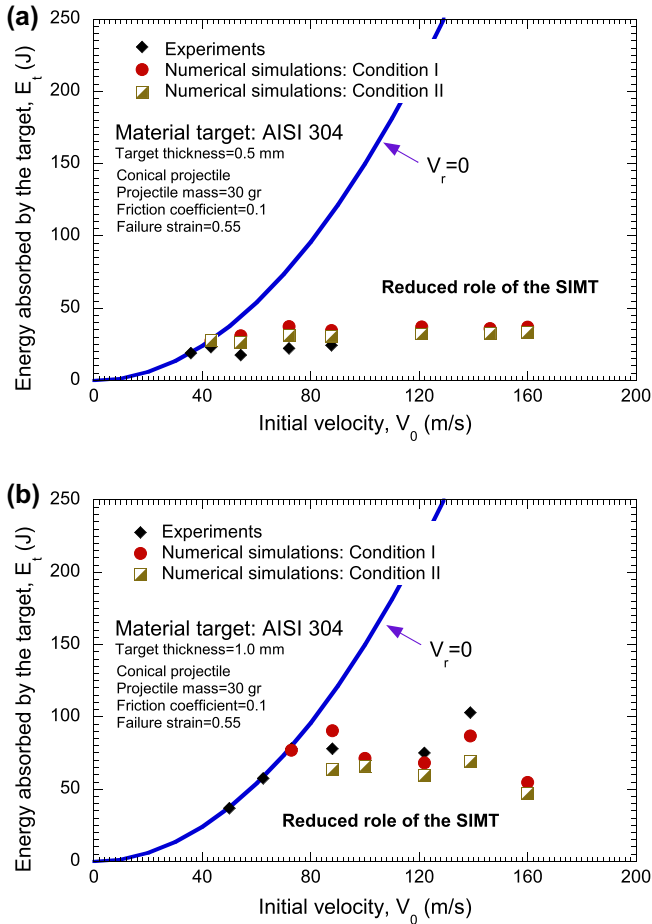 (a)
Energy absorbed by the target, E_t (J)
250
200
150
100
50
0
Experiments
Numerical simulations: Condition I
Numerical simulations: Condition II
Material target: AISI 304
Target thickness=0.5 mm
Conical projectile
Projectile mass=30 gr
Friction coefficient=0.1
Failure strain=0.55
V_r=0
Reduced role of the SIMT
0 40 80 120 160 200
Initial velocity, V_0 (m/s)
(b)
Energy absorbed by the target, E_t (J)
250
200
150
100
50
0
Experiments
Numerical simulations: Condition I
Numerical simulations: Condition II
Material target: AISI 304
Target thickness=1.0 mm
Conical projectile
Projectile mass=30 gr
Friction coefficient=0.1
Failure strain=0.55
V_r=0
Reduced role of the SIMT
0 40 80 120 160 200
Initial velocity, V_0 (m/s)